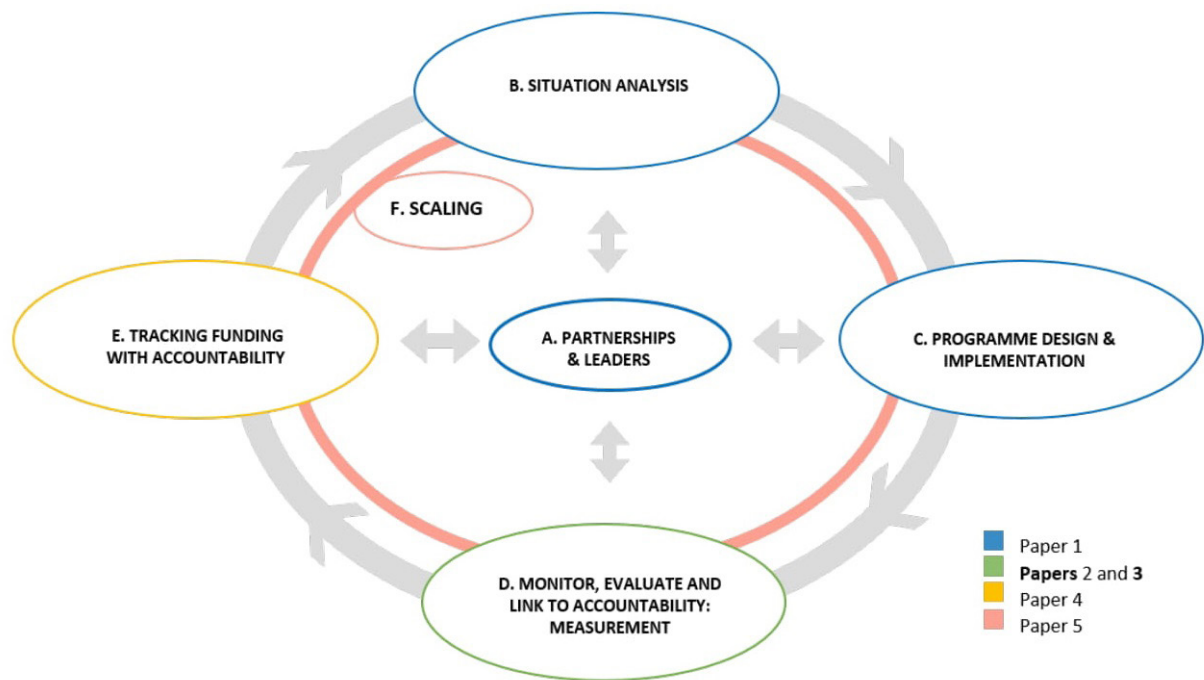 B. SITUATION ANALYSIS
F. SCALING
E. TRACKING FUNDING
WITH ACCOUNTABILITY
A. PARTNERSHIPS
& LEADERS
C. PROGRAMME DESIGN &
IMPLEMENTATION
D. MONITOR, EVALUATE AND
LINK TO ACCOUNTABILITY:
MEASUREMENT
Paper 1
Papers 2 and 3
Paper 4
Paper 5